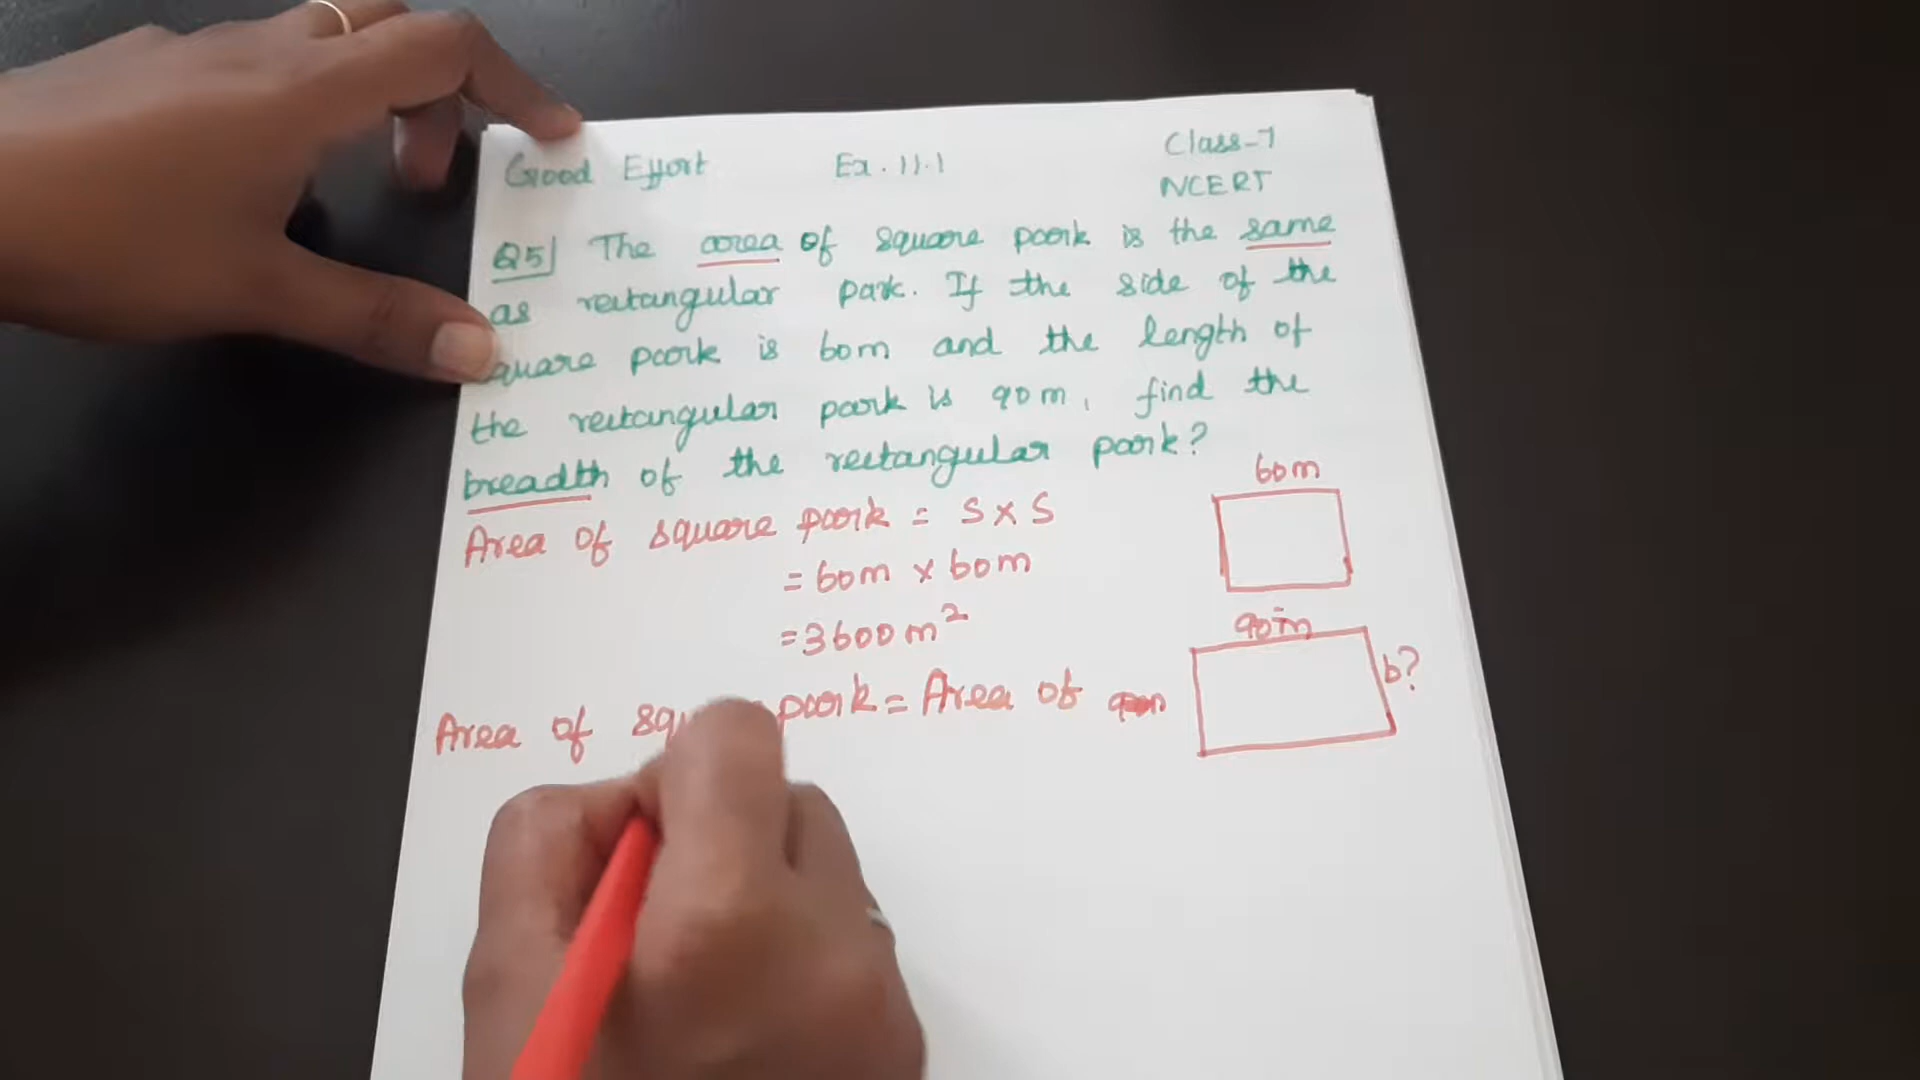 Good Effort Ex. 11.1 Class-7
NCERT
Q5 The area of square park is the same
as rectangular park. If the side of the
square park is 60m and the length of
the rectangular park is 90m, find the
breadth of the rectangular park?
60m
Area of square park = S x S
= 60m x 60m
= 3600 m²
90m
b?
Area of park = Area of